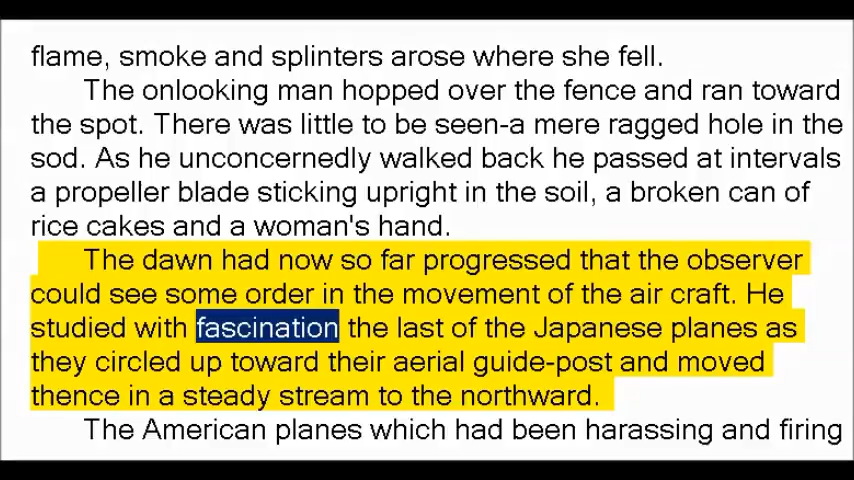 flame, smoke and splinters arose where she fell.
The onlooking man hopped over the fence and ran toward
the spot. There was little to be seen-a mere ragged hole in the
sod. As he unconcernedly walked back he passed at intervals
a propeller blade sticking upright in the soil, a broken can of
rice cakes and a woman's hand.
The dawn had now so far progressed that the observer
could see some order in the movement of the air craft. He
studied with fascination the last of the Japanese planes as
they circled up toward their aerial guide-post and moved
thence in a steady stream to the northward.
The American planes which had been harassing and firing